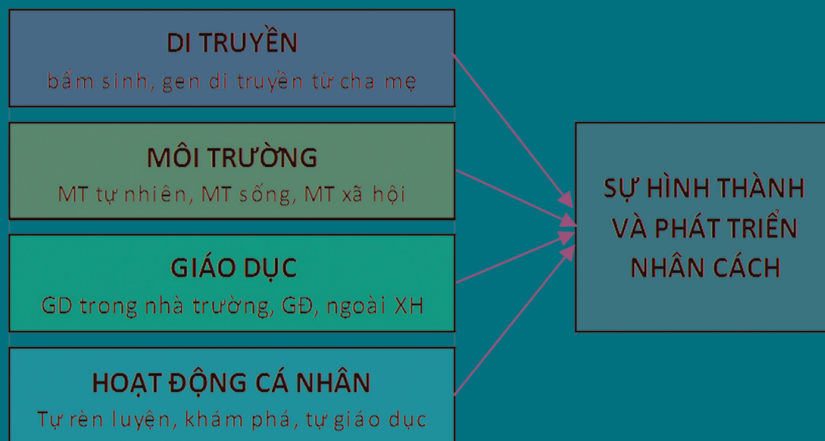 DI TRUYỀN
bẩm sinh, gen di truyền từ cha mẹ
MÔI TRƯỜNG
MT tự nhiên, MT sống, MT xã hội
GIÁO DỤC
GD trong nhà trường, GĐ, ngoài XH
HOẠT ĐỘNG CÁ NHÂN
Tự rèn luyện, khám phá, tự giáo dục
SỰ HÌNH THÀNH
VÀ PHÁT TRIỂN
NHÂN CÁCH